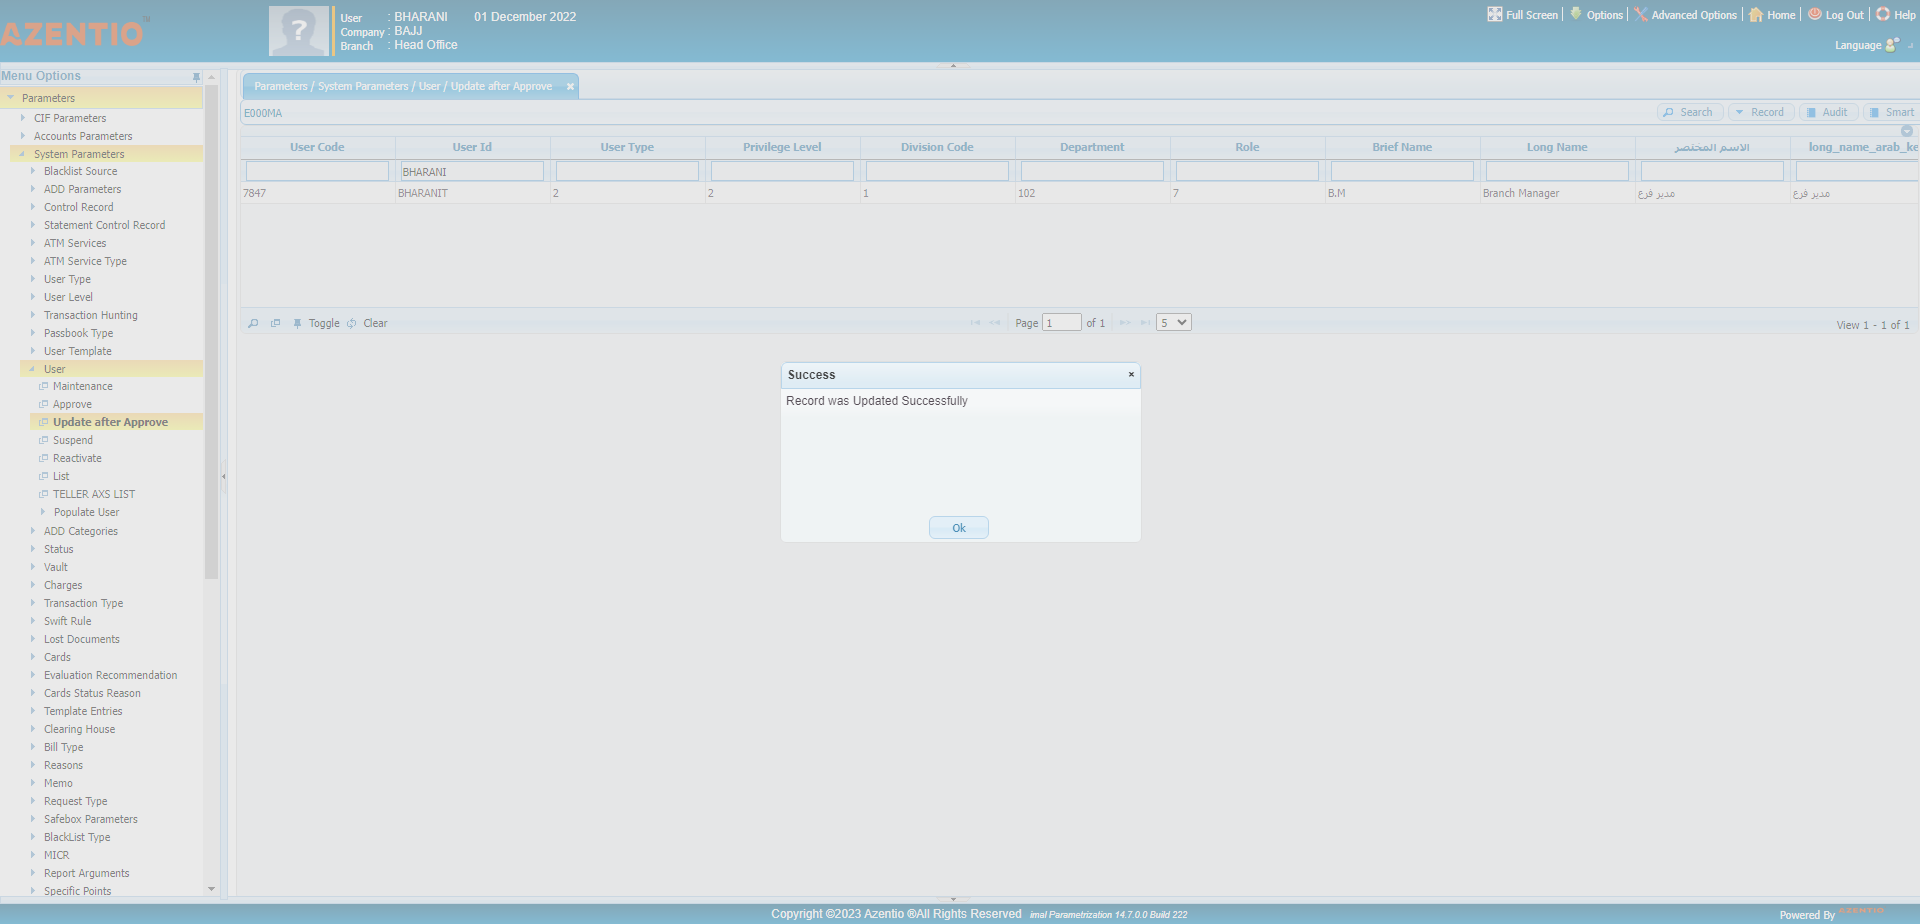 AZENTIO
User : BHARANI 01 December 2022
Company : BAJJ
Branch : Head Office
Full Screen Options Advanced Options Home Log Out Help
Language
Menu Options
Parameters
CIF Parameters
Accounts Parameters
System Parameters
Blacklist Source
ADD Parameters
Control Record
Statement Control Record
ATM Services
ATM Service Type
User Type
User Level
Transaction Hunting
Passbook Type
User Template
User
Maintenance
Approve
Update after Approve
Suspend
Reactivate
List
TELLER AXS LIST
Populate User
ADD Categories
Status
Vault
Charges
Transaction Type
Swift Rule
Lost Documents
Cards
Evaluation Recommendation
Cards Status Reason
Template Entries
Clearing House
Bill Type
Reasons
Memo
Request Type
Safebox Parameters
BlackList Type
MICR
Report Arguments
Specific Points
Parameters / System Parameters / User / Update after Approve
E000MA Search Record Audit Smart
User Code User Id User Type Privilege Level Division Code Department Role Brief Name Long Name الاسم المختصر long_name_arab_ke
BHARANI
7847 BHARANIT 2 2 1 102 7 B.M Branch Manager مدير فرع مدير فرع
Toggle Clear Page 1 of 1 5 View 1 - 1 of 1
Success
Record was Updated Successfully
Ok
Copyright ©2023 Azentio ®All Rights Reserved imal Parametrization 14.7.0.0 Build 222
Powered By AZENTIO